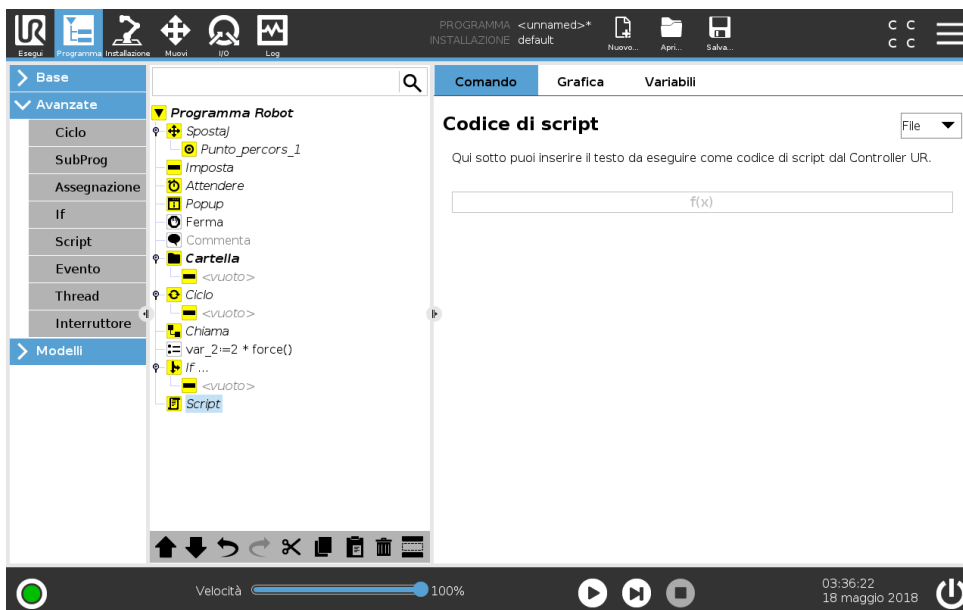 PROGRAMMA <unnamed>*
INSTALLAZIONE default
UR
Esegui
Programma
Installazione
Muovi
I/O
Log
Nuovo...
Apri...
Salva...
C C
C C
Base
Avanzate
Ciclo
SubProg
Assegnazione
If
Script
Evento
Thread
Interruttore
Modelli
Programma Robot
SpostaJ
Punto_percors_1
Imposta
Attendere
Popup
Ferma
Commenta
Cartella
<vuoto>
Ciclo
<vuoto>
Chiama
var_2:=2 * force()
If ...
<vuoto>
Script
Comando
Grafica
Variabili
Codice di script
File
Qui sotto puoi inserire il testo da eseguire come codice di script dal Controller UR.
f(x)
Velocità
100%
03:36:22
18 maggio 2018